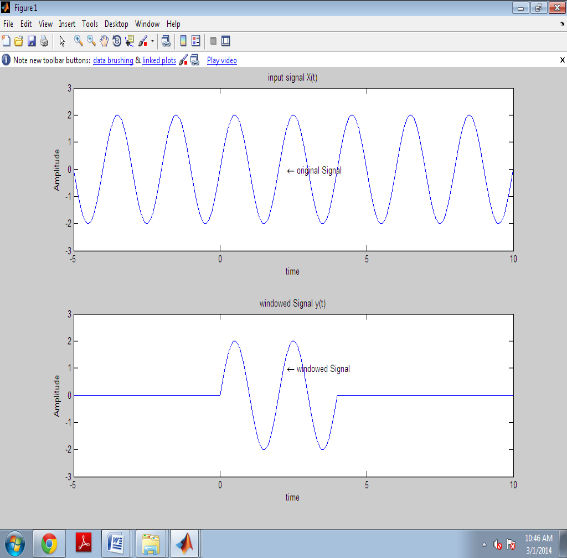 Figure 1
File Edit View Insert Tools Desktop Window Help
Note new toolbar buttons: data brushing & linked plots Play video X
input signal X(t)
3
2
1
0
-1
-2
-3
Amplitude
← original Signal
-5 0 5 10
time
windowed Signal y(t)
3
2
1
0
-1
-2
-3
Amplitude
← windowed Signal
-5 0 5 10
time
10:46 AM
3/1/2014